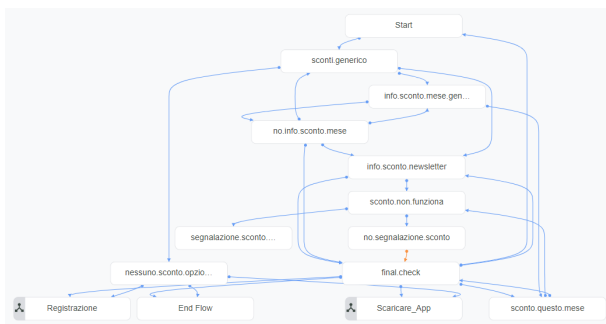 Start
sconti.generico
info.sconto.mese.gen...
no.info.sconto.mese
info.sconto.newsletter
sconto.non.funziona
segnalazione.sconto....
no.segnalazione.sconto
nessuno.sconto.opzio...
final.check
Registrazione
End Flow
Scaricare_App
sconto.questo.mese